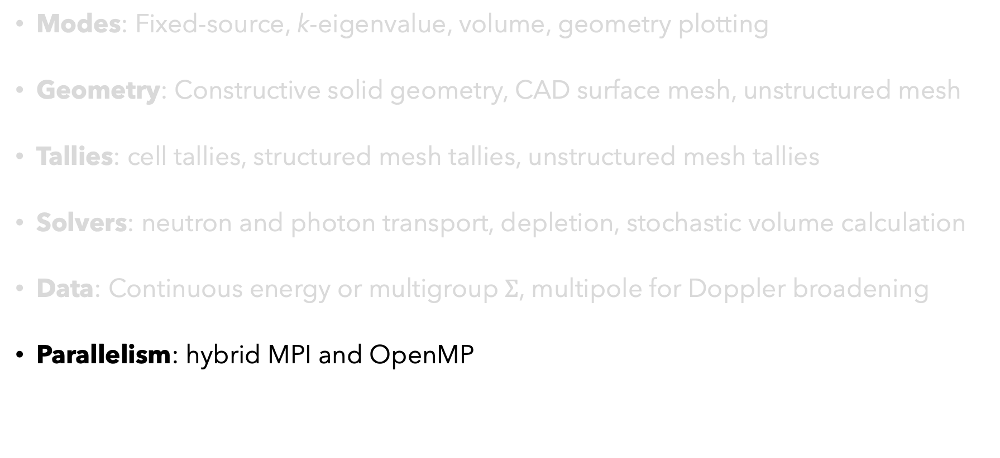 • Modes: Fixed-source, k-eigenvalue, volume, geometry plotting
• Geometry: Constructive solid geometry, CAD surface mesh, unstructured mesh
• Tallies: cell tallies, structured mesh tallies, unstructured mesh tallies
• Solvers: neutron and photon transport, depletion, stochastic volume calculation
• Data: Continuous energy or multigroup Σ, multipole for Doppler broadening
• Parallelism: hybrid MPI and OpenMP